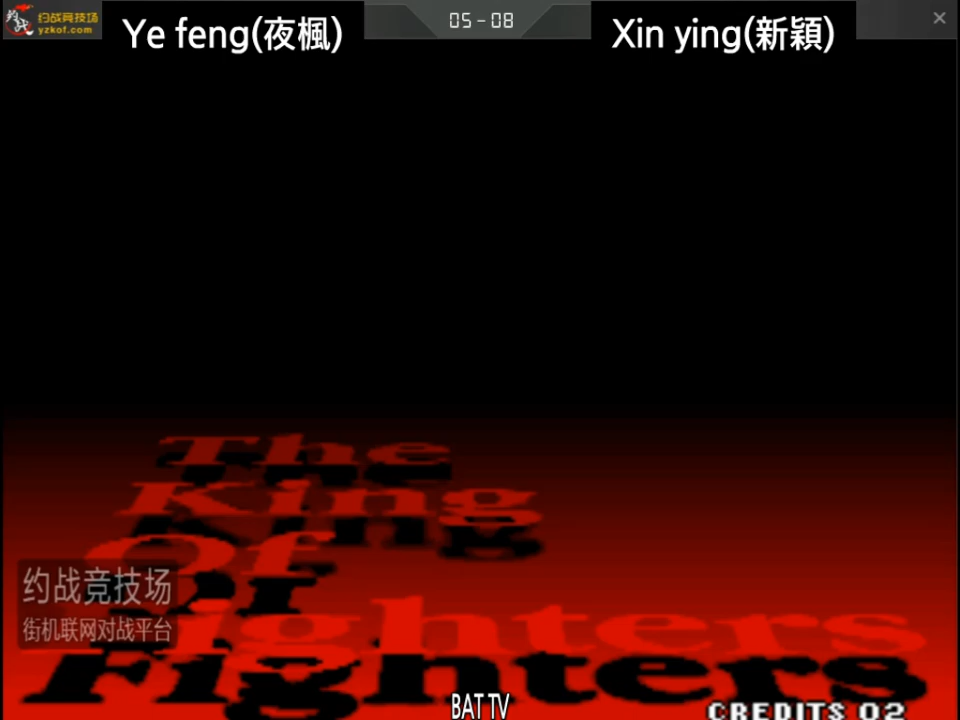 约战竞技场
yzkof.com
Ye feng(夜楓)
05-08
Xin ying(新穎)
The
King
Of
Fighters
约战竞技场
街机联网对战平台
BAT TV
CREDITS 02